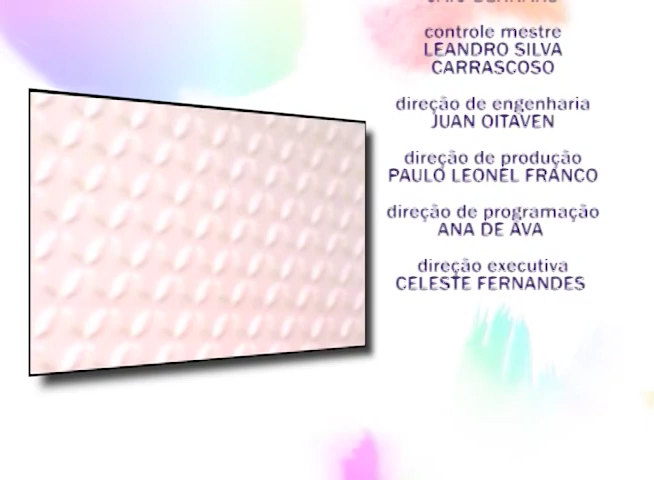 controle mestre
LEANDRO SILVA
CARRASCOSO
direção de engenharia
JUAN OITAVEN
direção de produção
PAULO LEONEL FRANCO
direção de programação
ANA DE AVA
direção executiva
CELESTE FERNANDES